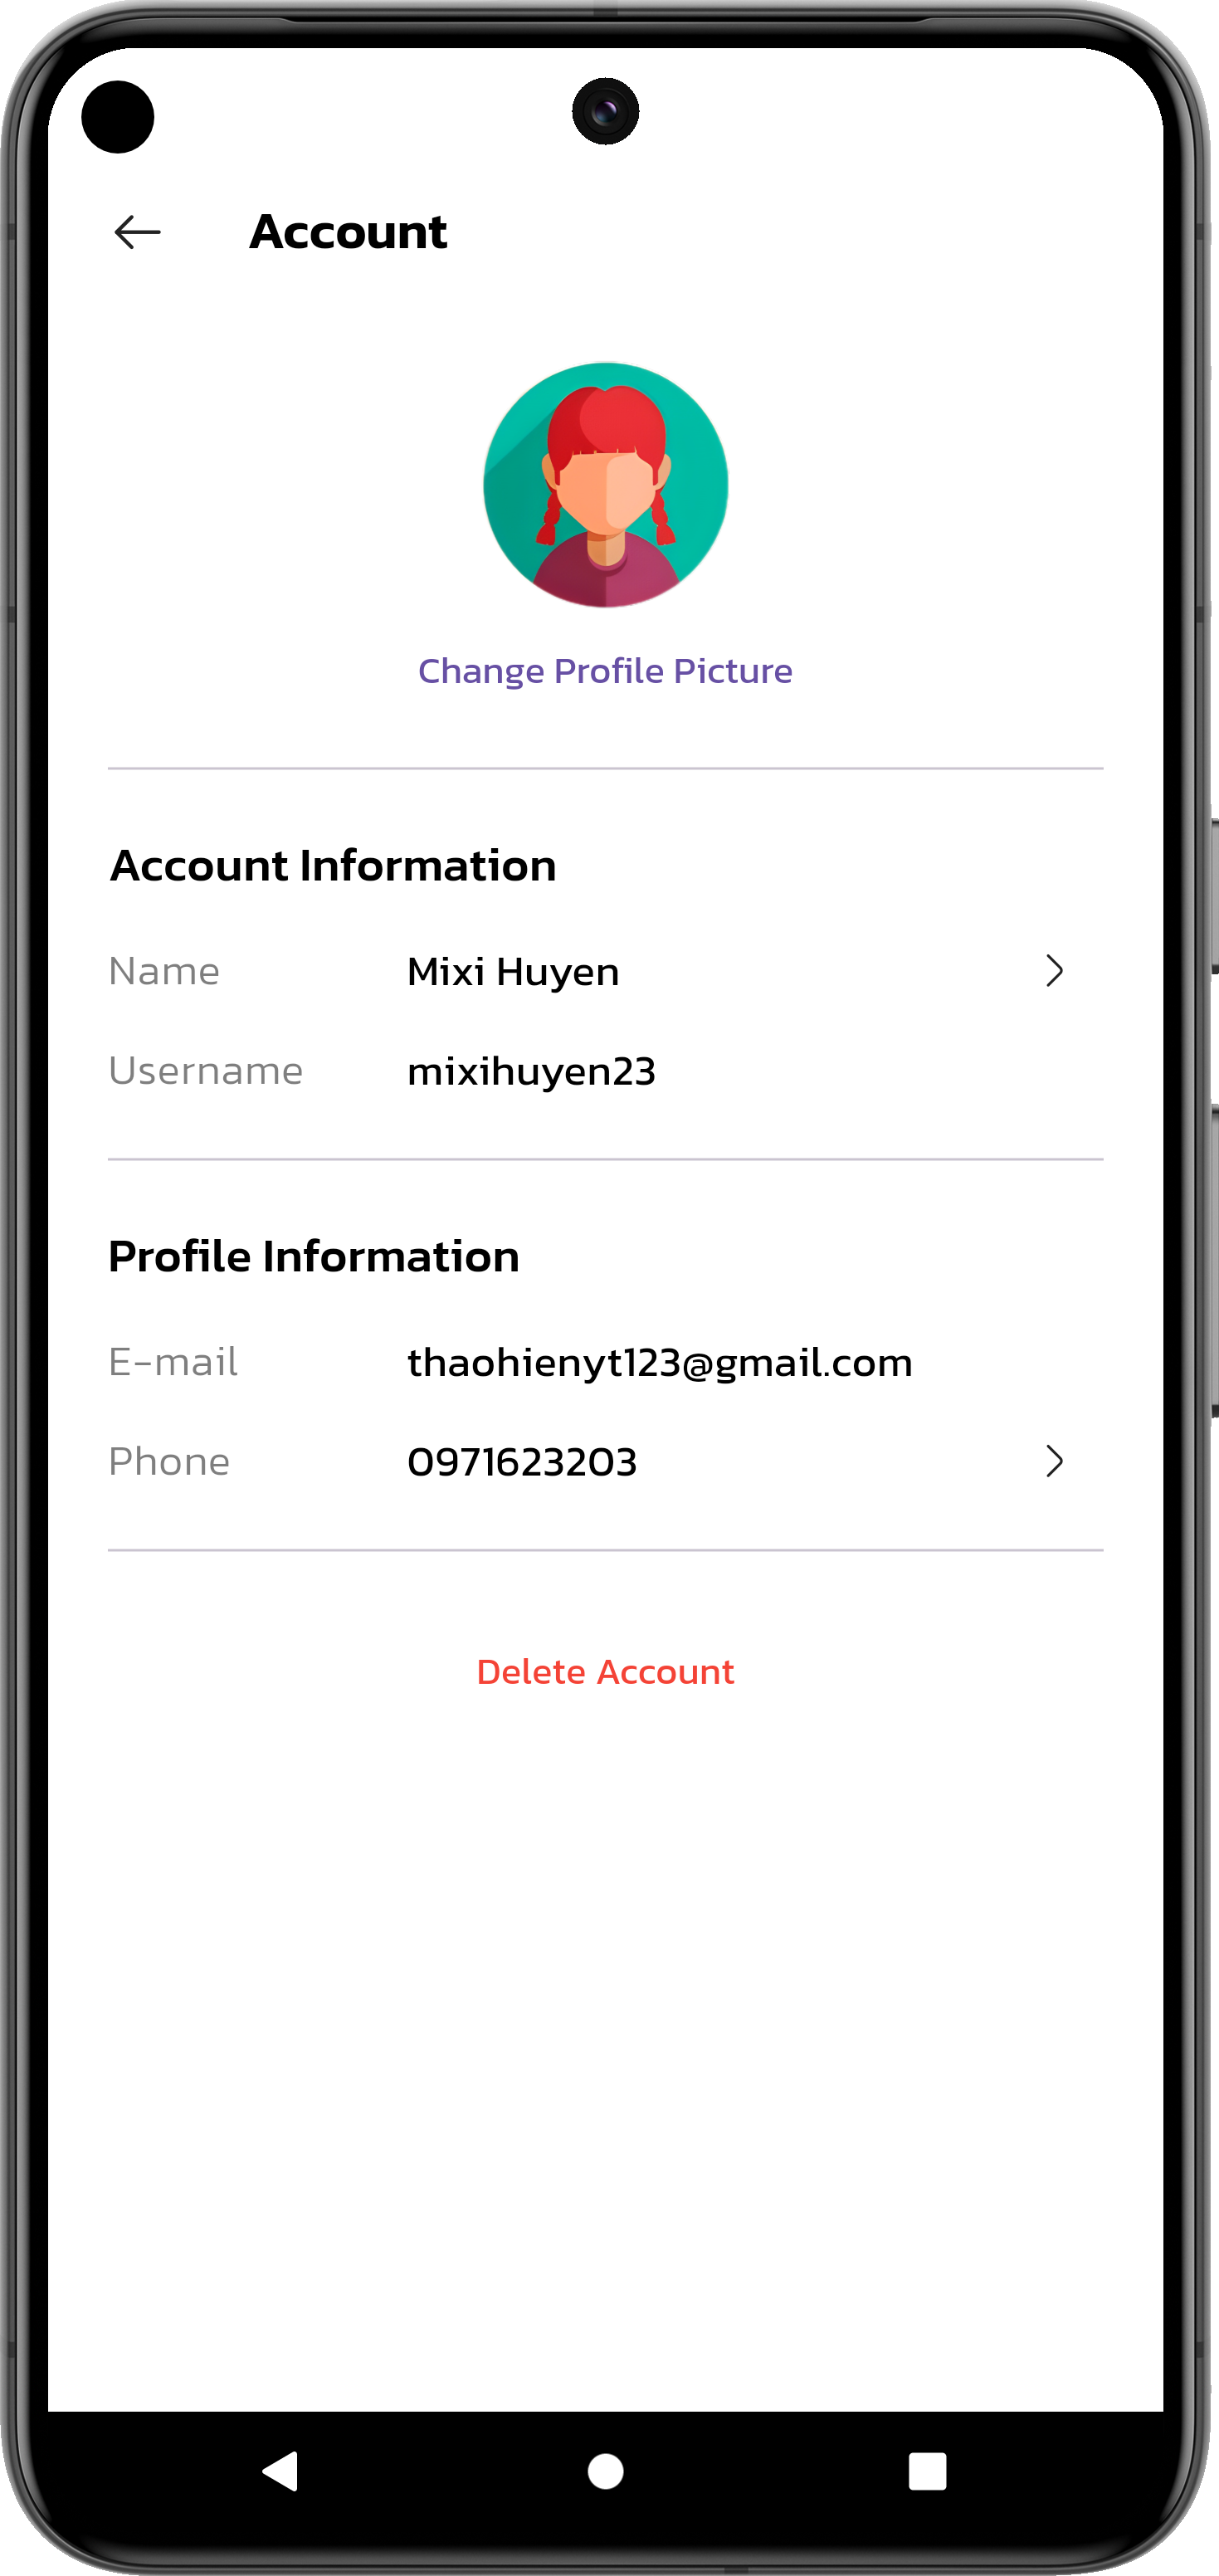 Account
Change Profile Picture
Account Information
Name Mixi Huyen
Username mixihuyen23
Profile Information
E-mail thaohienyt123@gmail.com
Phone 0971623203
Delete Account